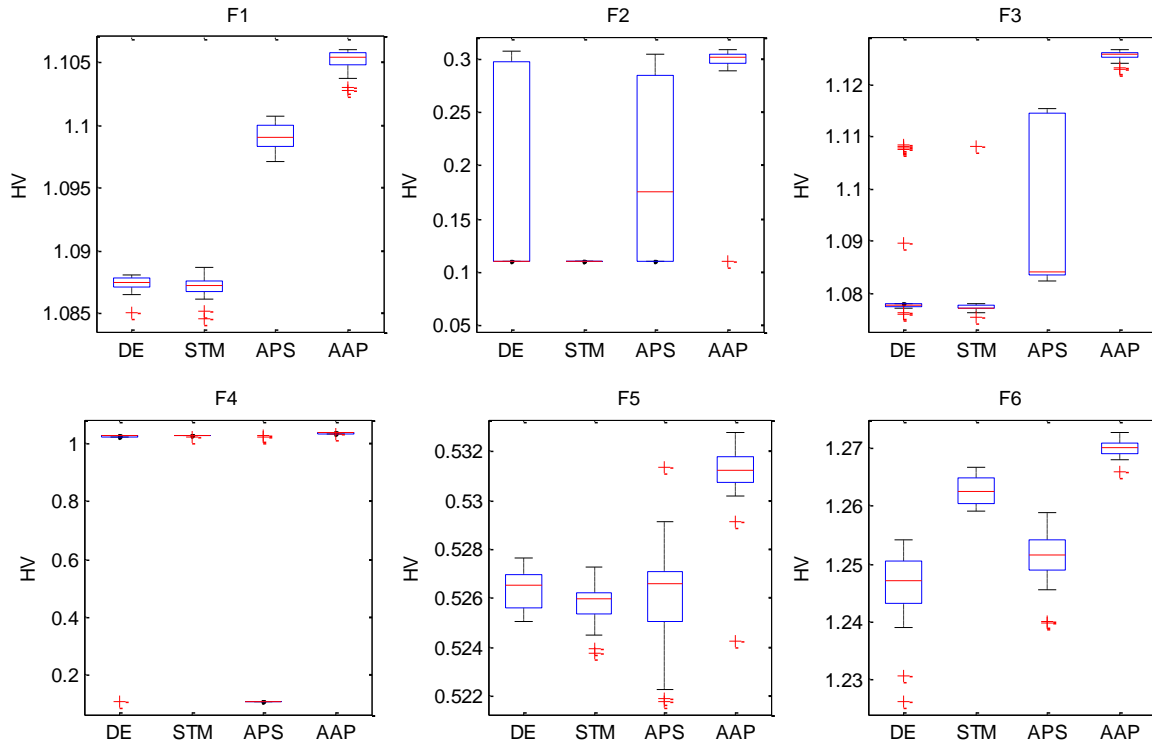 F1
1.105
1.1
1.095
1.09
1.085
HV
DE STM APS AAP
F2
0.3
0.25
0.2
0.15
0.1
0.05
HV
DE STM APS AAP
F3
1.12
1.11
1.1
1.09
1.08
HV
DE STM APS AAP
F4
1
0.8
0.6
0.4
0.2
HV
DE STM APS AAP
F5
0.532
0.53
0.528
0.526
0.524
0.522
HV
DE STM APS AAP
F6
1.27
1.26
1.25
1.24
1.23
HV
DE STM APS AAP